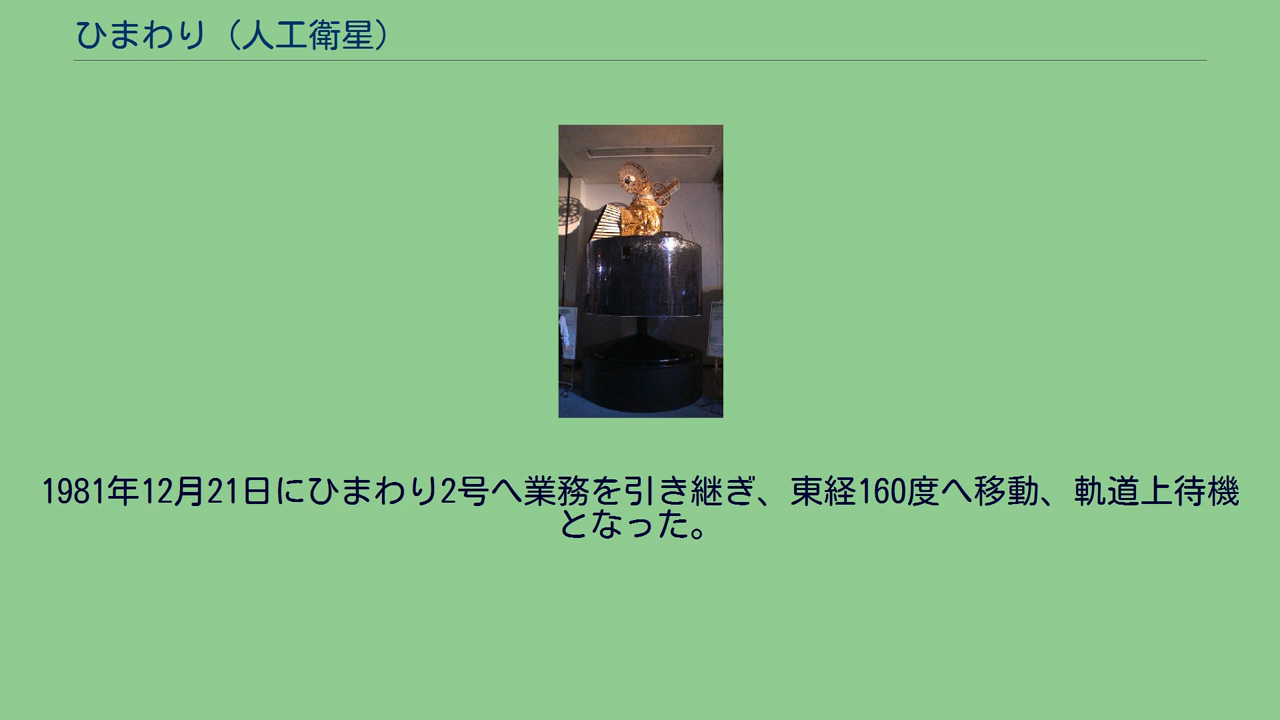 ひまわり（人工衛星）
1981年12月21日にひまわり2号へ業務を引き継ぎ、東経160度へ移動、軌道上待機
となった。